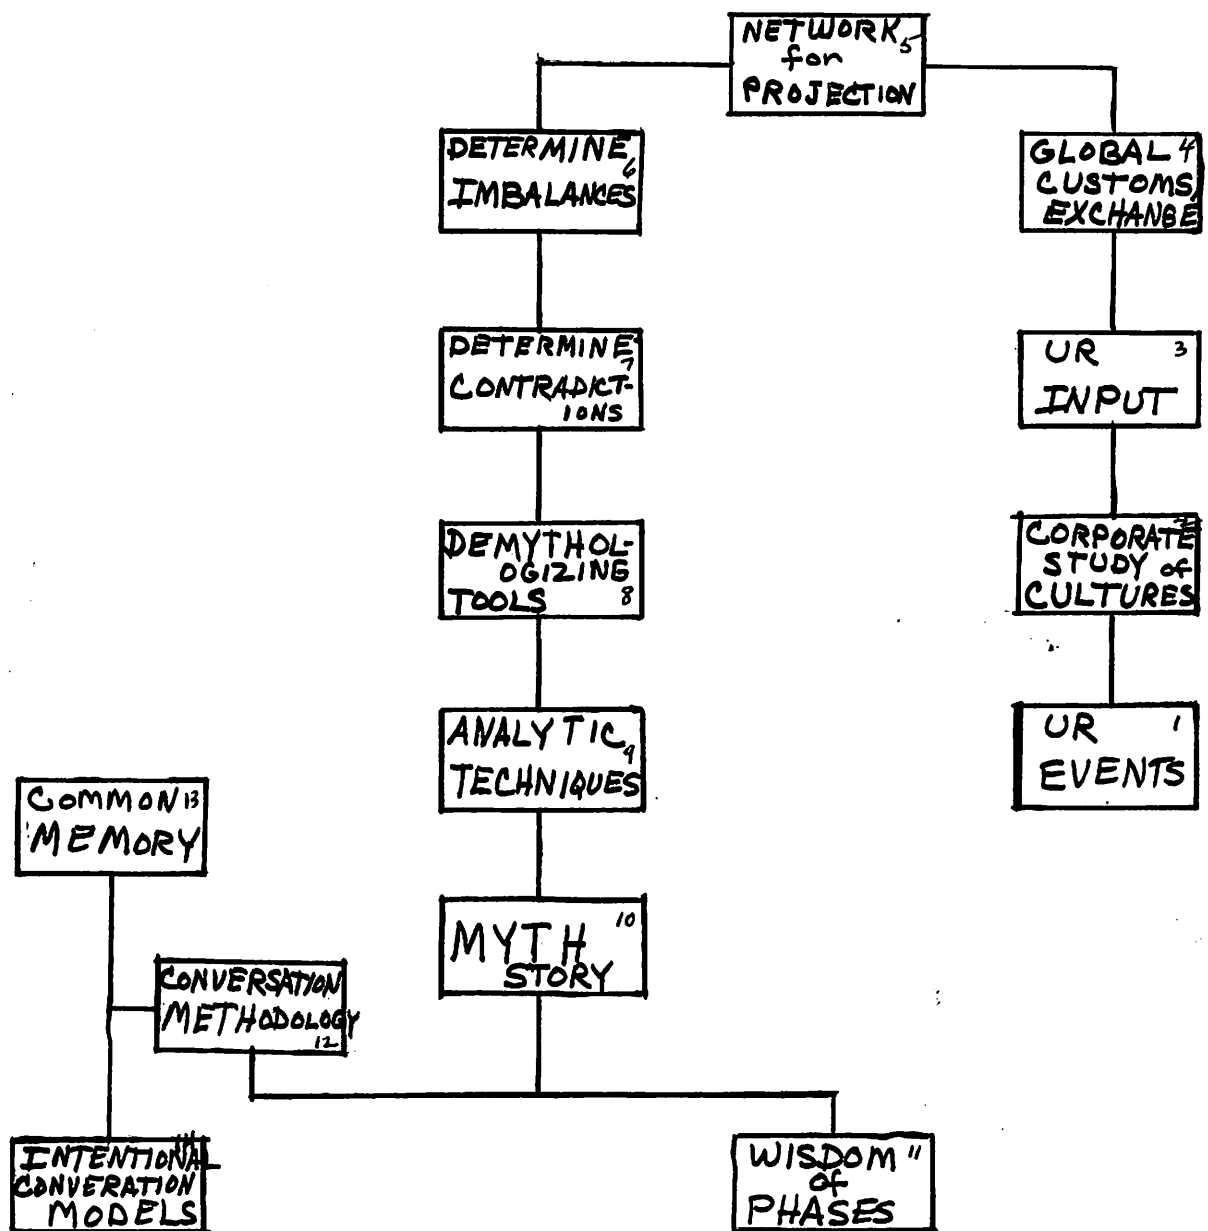 NETWORK 5
for
PROJECTION
DETERMINE 6
IMBALANCES
GLOBAL 4
CUSTOMS
EXCHANGE
DETERMINE 7
CONTRADICT-
IONS
UR 3
INPUT
DEMYTHOL-
OGIZING
TOOLS 8
CORPORATE 2
STUDY of
CULTURES
ANALYTIC 9
TECHNIQUES
UR 1
EVENTS
COMMON 13
MEMORY
MYTH 10
STORY
CONVERSATION
METHODOLOGY
12
INTENTIONAL 14
CONVERATION
MODELS
WISDOM 11
of
PHASES